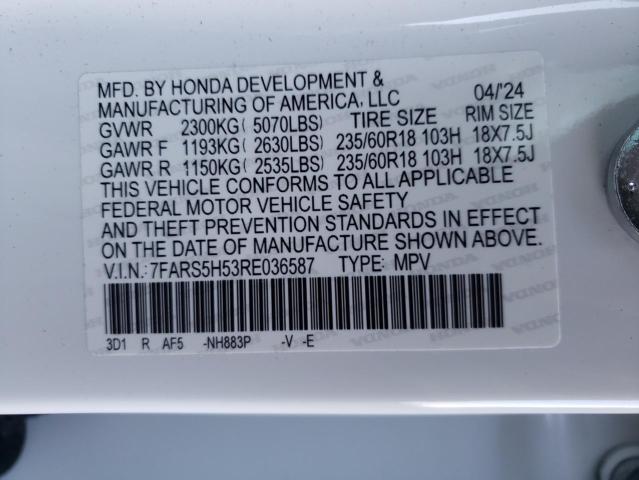 MFD. BY HONDA DEVELOPMENT &
MANUFACTURING OF AMERICA, LLC 04/'24
GVWR 2300KG( 5070LBS) TIRE SIZE RIM SIZE
GAWR F 1193KG( 2630LBS) 235/60R18 103H 18X7.5J
GAWR R 1150KG( 2535LBS) 235/60R18 103H 18X7.5J
THIS VEHICLE CONFORMS TO ALL APPLICABLE
FEDERAL MOTOR VEHICLE SAFETY
AND THEFT PREVENTION STANDARDS IN EFFECT
ON THE DATE OF MANUFACTURE SHOWN ABOVE.
V.I.N.:7FARS5H53RE036587 TYPE: MPV
3D1 R AF5 -NH883P -V -E